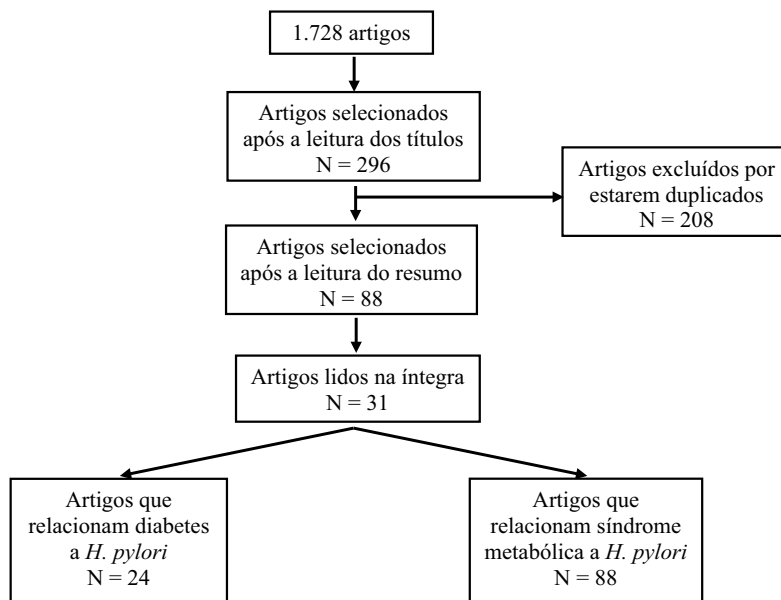 1.728 artigos
Artigos selecionados
após a leitura dos títulos
N = 296
Artigos excluídos por
estarem duplicados
N = 208
Artigos selecionados
após a leitura do resumo
N = 88
Artigos lidos na íntegra
N = 31
Artigos que
relacionam diabetes
a H. pylori
N = 24
Artigos que
relacionam síndrome
metabólica a H. pylori
N = 88